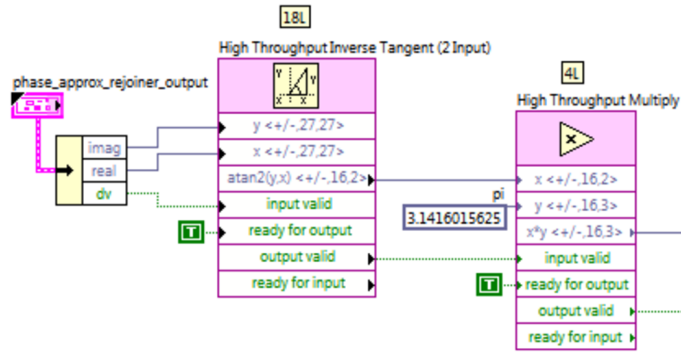 18L
High Throughput Inverse Tangent (2 Input)
phase_approx_rejoiner_output
imag
real
dv
y <+/-,27,27>
x <+/-,27,27>
atan2(y,x) <+/-,16,2>
input valid
ready for output
output valid
ready for input
T
Y
Y
X
X
4L
High Throughput Multiply
x <+/-,16,2>
pi
3.1416015625
y <+/-,16,3>
x*y <+/-,16,3>
input valid
T
ready for output
output valid
ready for input